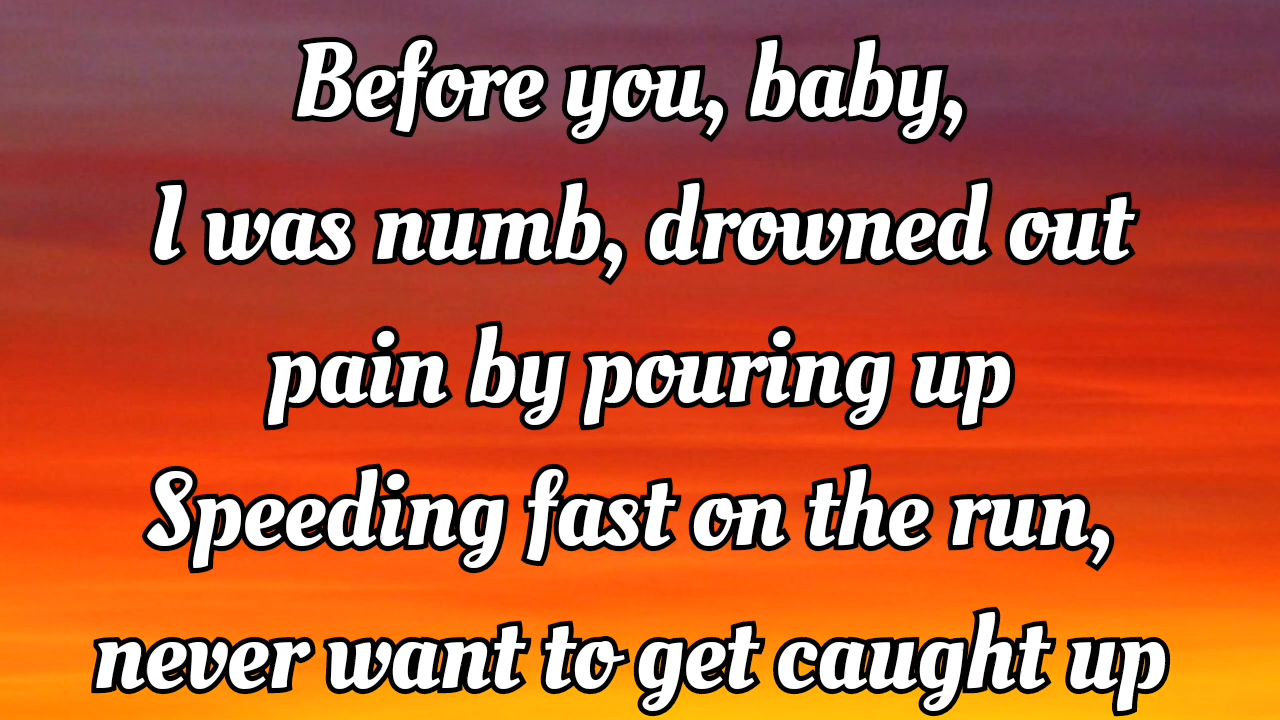 Before you, baby,
I was numb, drowned out
pain by pouring up
Speeding fast on the run,
never want to get caught up